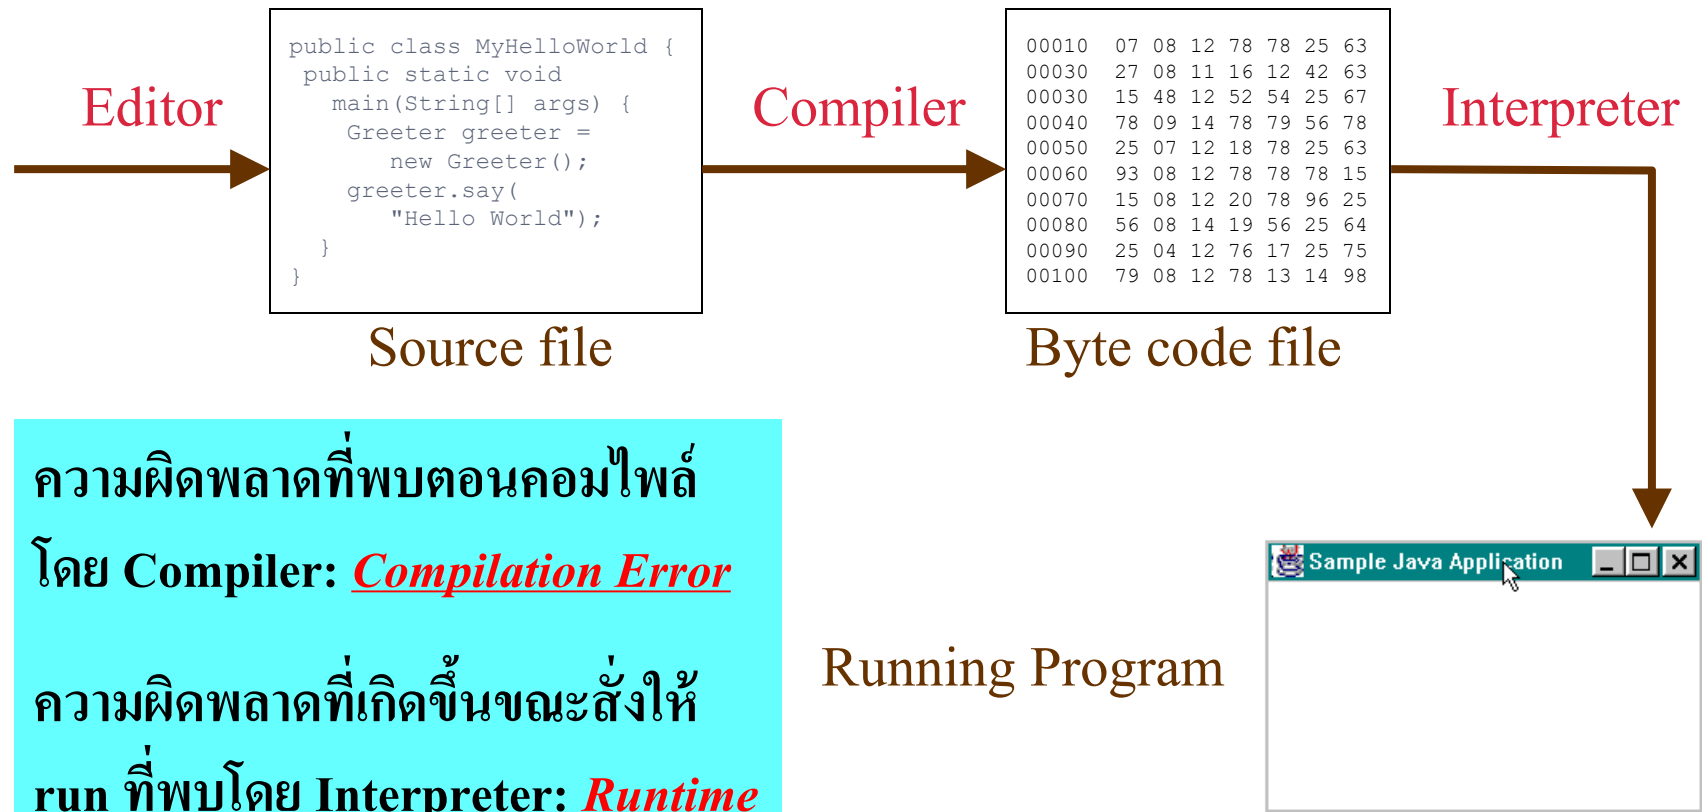 Editor
public class MyHelloWorld {
public static void
main(String[] args) {
Greeter greeter =
new Greeter();
greeter.say(
"Hello World");
}
}
Source file
Compiler
00010 07 08 12 78 78 25 63
00030 27 08 11 16 12 42 63
00030 15 48 12 52 54 25 67
00040 78 09 14 78 79 56 78
00050 25 07 12 18 78 25 63
00060 93 08 12 78 78 78 15
00070 15 08 12 20 78 96 25
00080 56 08 14 19 56 25 64
00090 25 04 12 76 17 25 75
00100 79 08 12 78 13 14 98
Byte code file
Interpreter
ความผิดพลาดที่พบตอนคอมไพล์
โดย Compiler: Compilation Error
ความผิดพลาดที่เกิดขึ้นขณะสั่งให้
run ที่พบโดย Interpreter: Runtime
Running Program
Sample Java Application